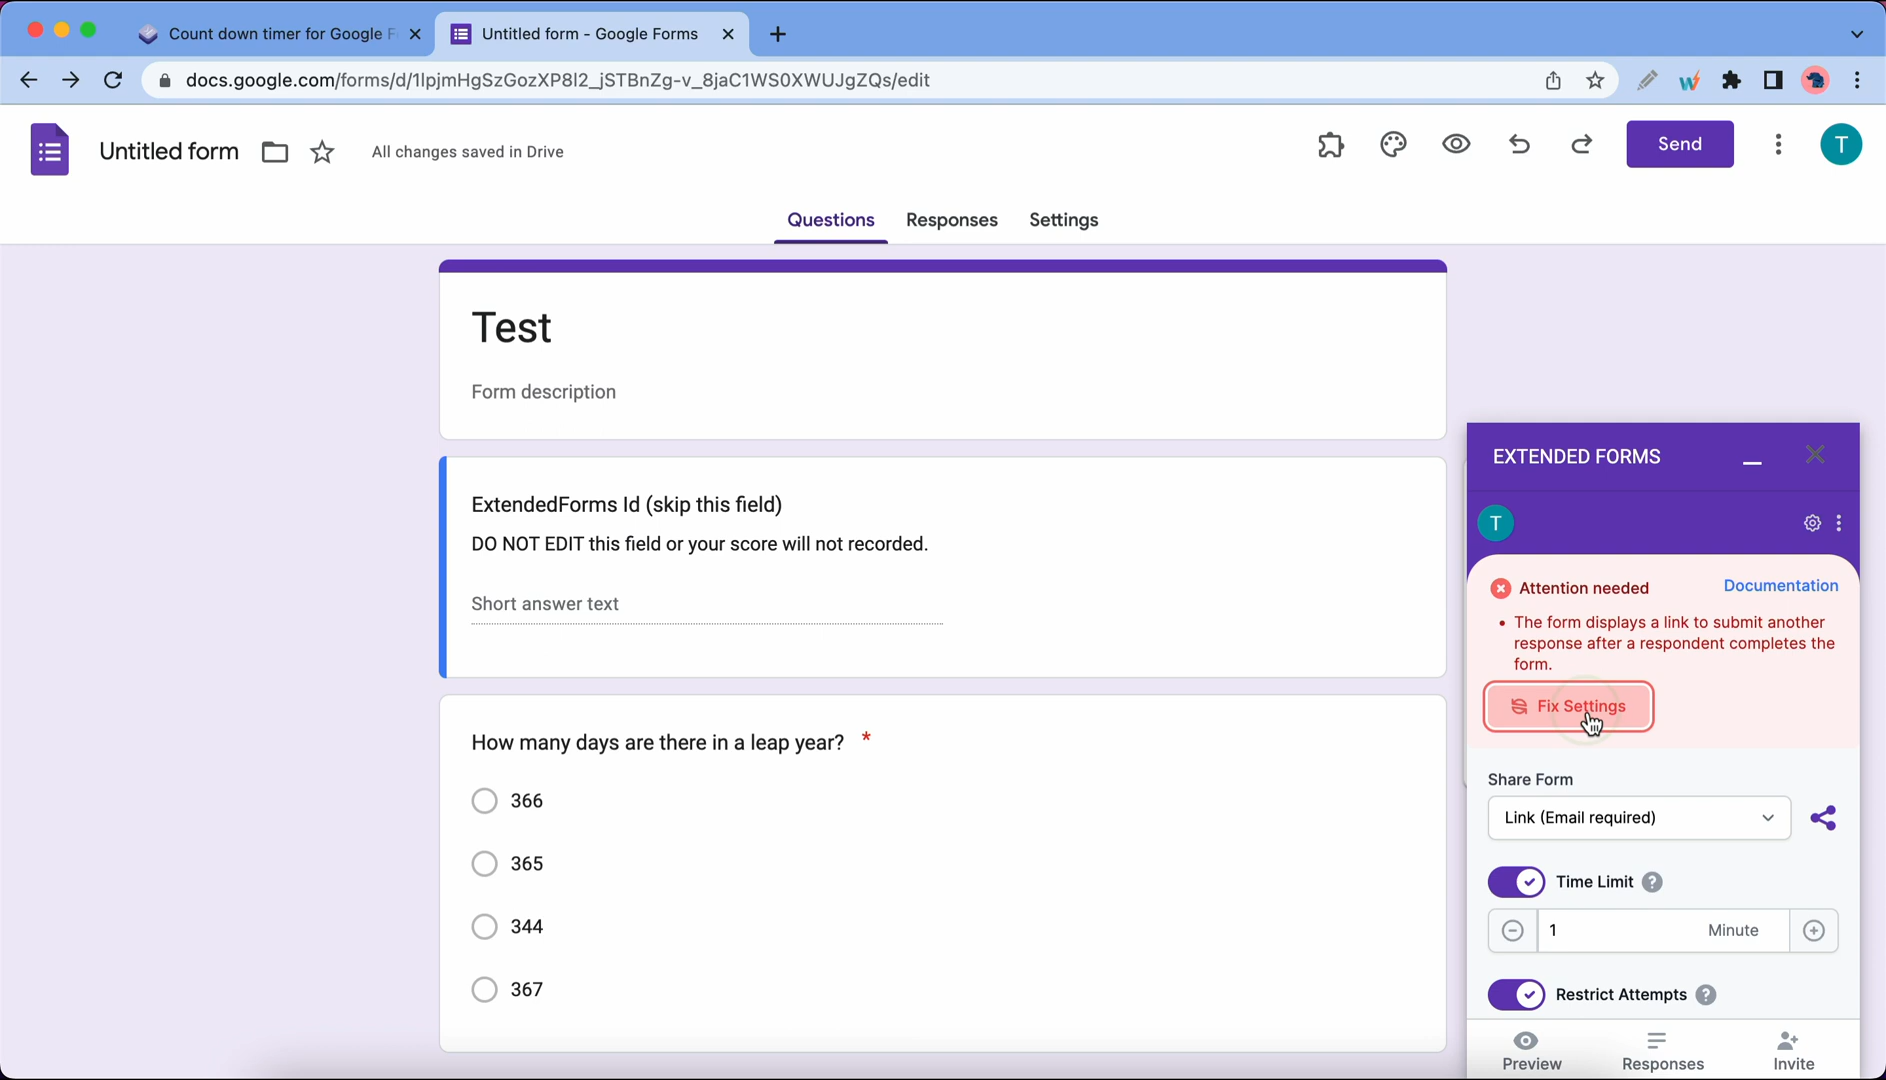 Count down timer for Google F
Untitled form - Google Forms
docs.google.com/forms/d/1lpjmHgSzGozXP8l2_jSTBnZg-v_8jaC1WS0XWUJgZQs/edit
Untitled form
All changes saved in Drive
Send
T
Questions
Responses
Settings
Test
Form description
ExtendedForms Id (skip this field)
DO NOT EDIT this field or your score will not recorded.
Short answer text
How many days are there in a leap year? *
366
365
344
367
EXTENDED FORMS
T
Attention needed
Documentation
• The form displays a link to submit another
response after a respondent completes the
form.
Fix Settings
Share Form
Link (Email required)
Time Limit ?
1 Minute
Restrict Attempts ?
Preview
Responses
Invite